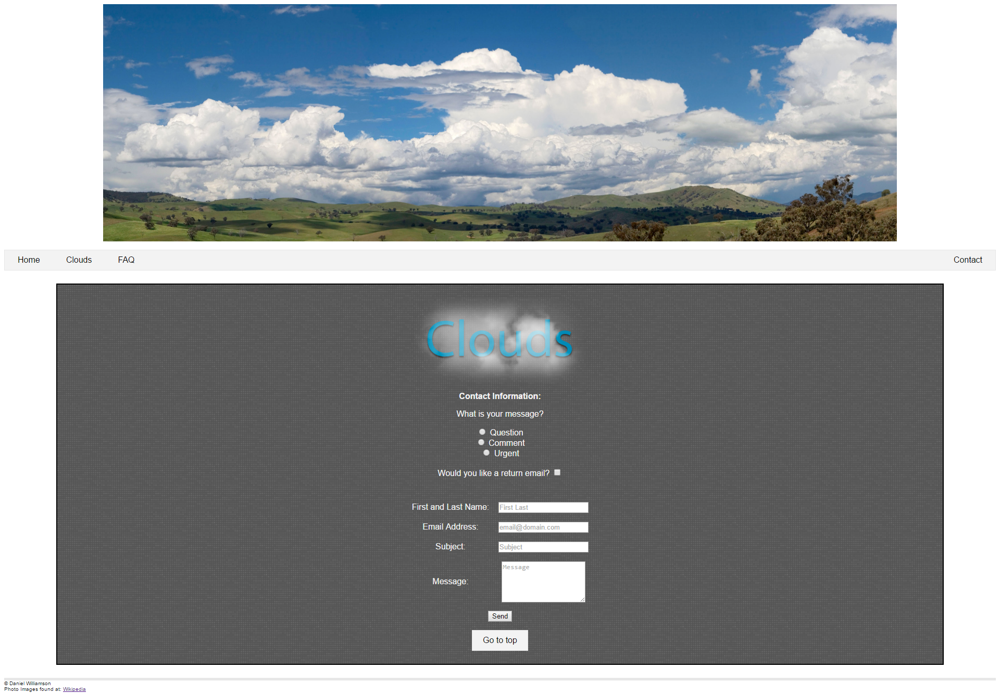 Home Clouds FAQ Contact
Clouds
Contact Information:
What is your message?
Question
Comment
Urgent
Would you like a return email?
First and Last Name: First Last
Email Address: email@domain.com
Subject: Subject
Message: Message
Send
Go to top
© Daniel Williamson
Photo Images found at: Wikipedia